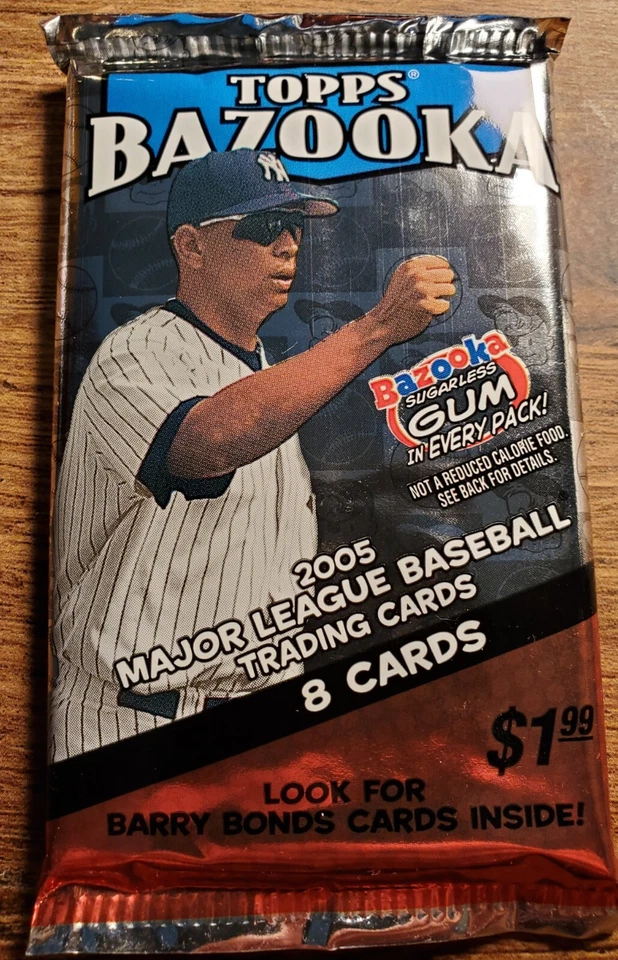 TOPPS®
BAZOOKA
NY
Bazooka
SUGARLESS
GUM
IN EVERY PACK!
NOT A REDUCED CALORIE FOOD.
SEE BACK FOR DETAILS.
2005
MAJOR LEAGUE BASEBALL®
TRADING CARDS
8 CARDS
$1.99
LOOK FOR
BARRY BONDS CARDS INSIDE!